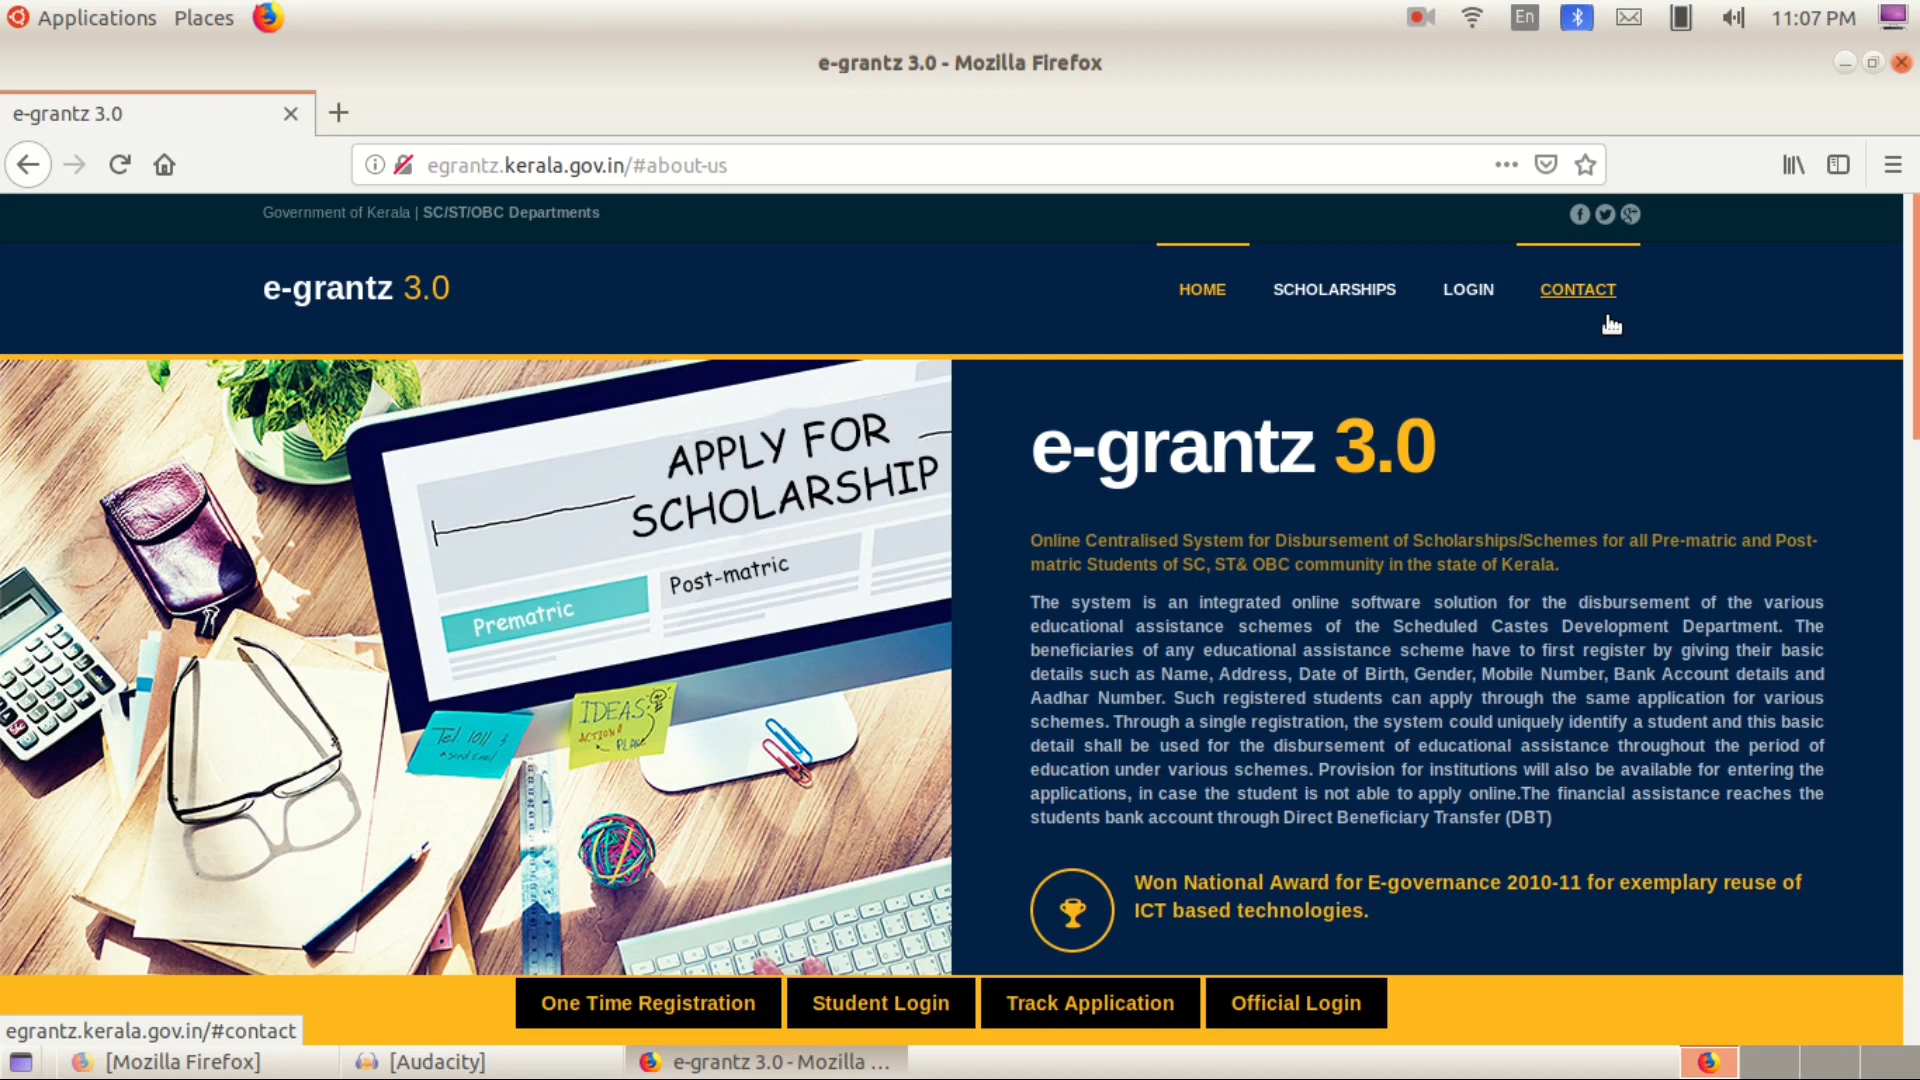 Applications Places
En
11:07 PM
e-grantz 3.0 - Mozilla Firefox
e-grantz 3.0
egrantz.kerala.gov.in/#about-us
Government of Kerala | SC/ST/OBC Departments
e-grantz 3.0
HOME SCHOLARSHIPS LOGIN CONTACT
APPLY FOR
SCHOLARSHIP
Prematric
Post-matric
IDEAS
ACTION
PLAN
Tel. 1011
e-grantz 3.0
Online Centralised System for Disbursement of Scholarships/Schemes for all Pre-matric and Post-
matric Students of SC, ST& OBC community in the state of Kerala.
The system is an integrated online software solution for the disbursement of the various
educational assistance schemes of the Scheduled Castes Development Department. The
beneficiaries of any educational assistance scheme have to first register by giving their basic
details such as Name, Address, Date of Birth, Gender, Mobile Number, Bank Account details and
Aadhar Number. Such registered students can apply through the same application for various
schemes. Through a single registration, the system could uniquely identify a student and this basic
detail shall be used for the disbursement of educational assistance throughout the period of
education under various schemes. Provision for institutions will also be available for entering the
applications, in case the student is not able to apply online.The financial assistance reaches the
students bank account through Direct Beneficiary Transfer (DBT)
Won National Award for E-governance 2010-11 for exemplary reuse of
ICT based technologies.
One Time Registration Student Login Track Application Official Login
egrantz.kerala.gov.in/#contact
[Mozilla Firefox] [Audacity] e-grantz 3.0 - Mozilla ...